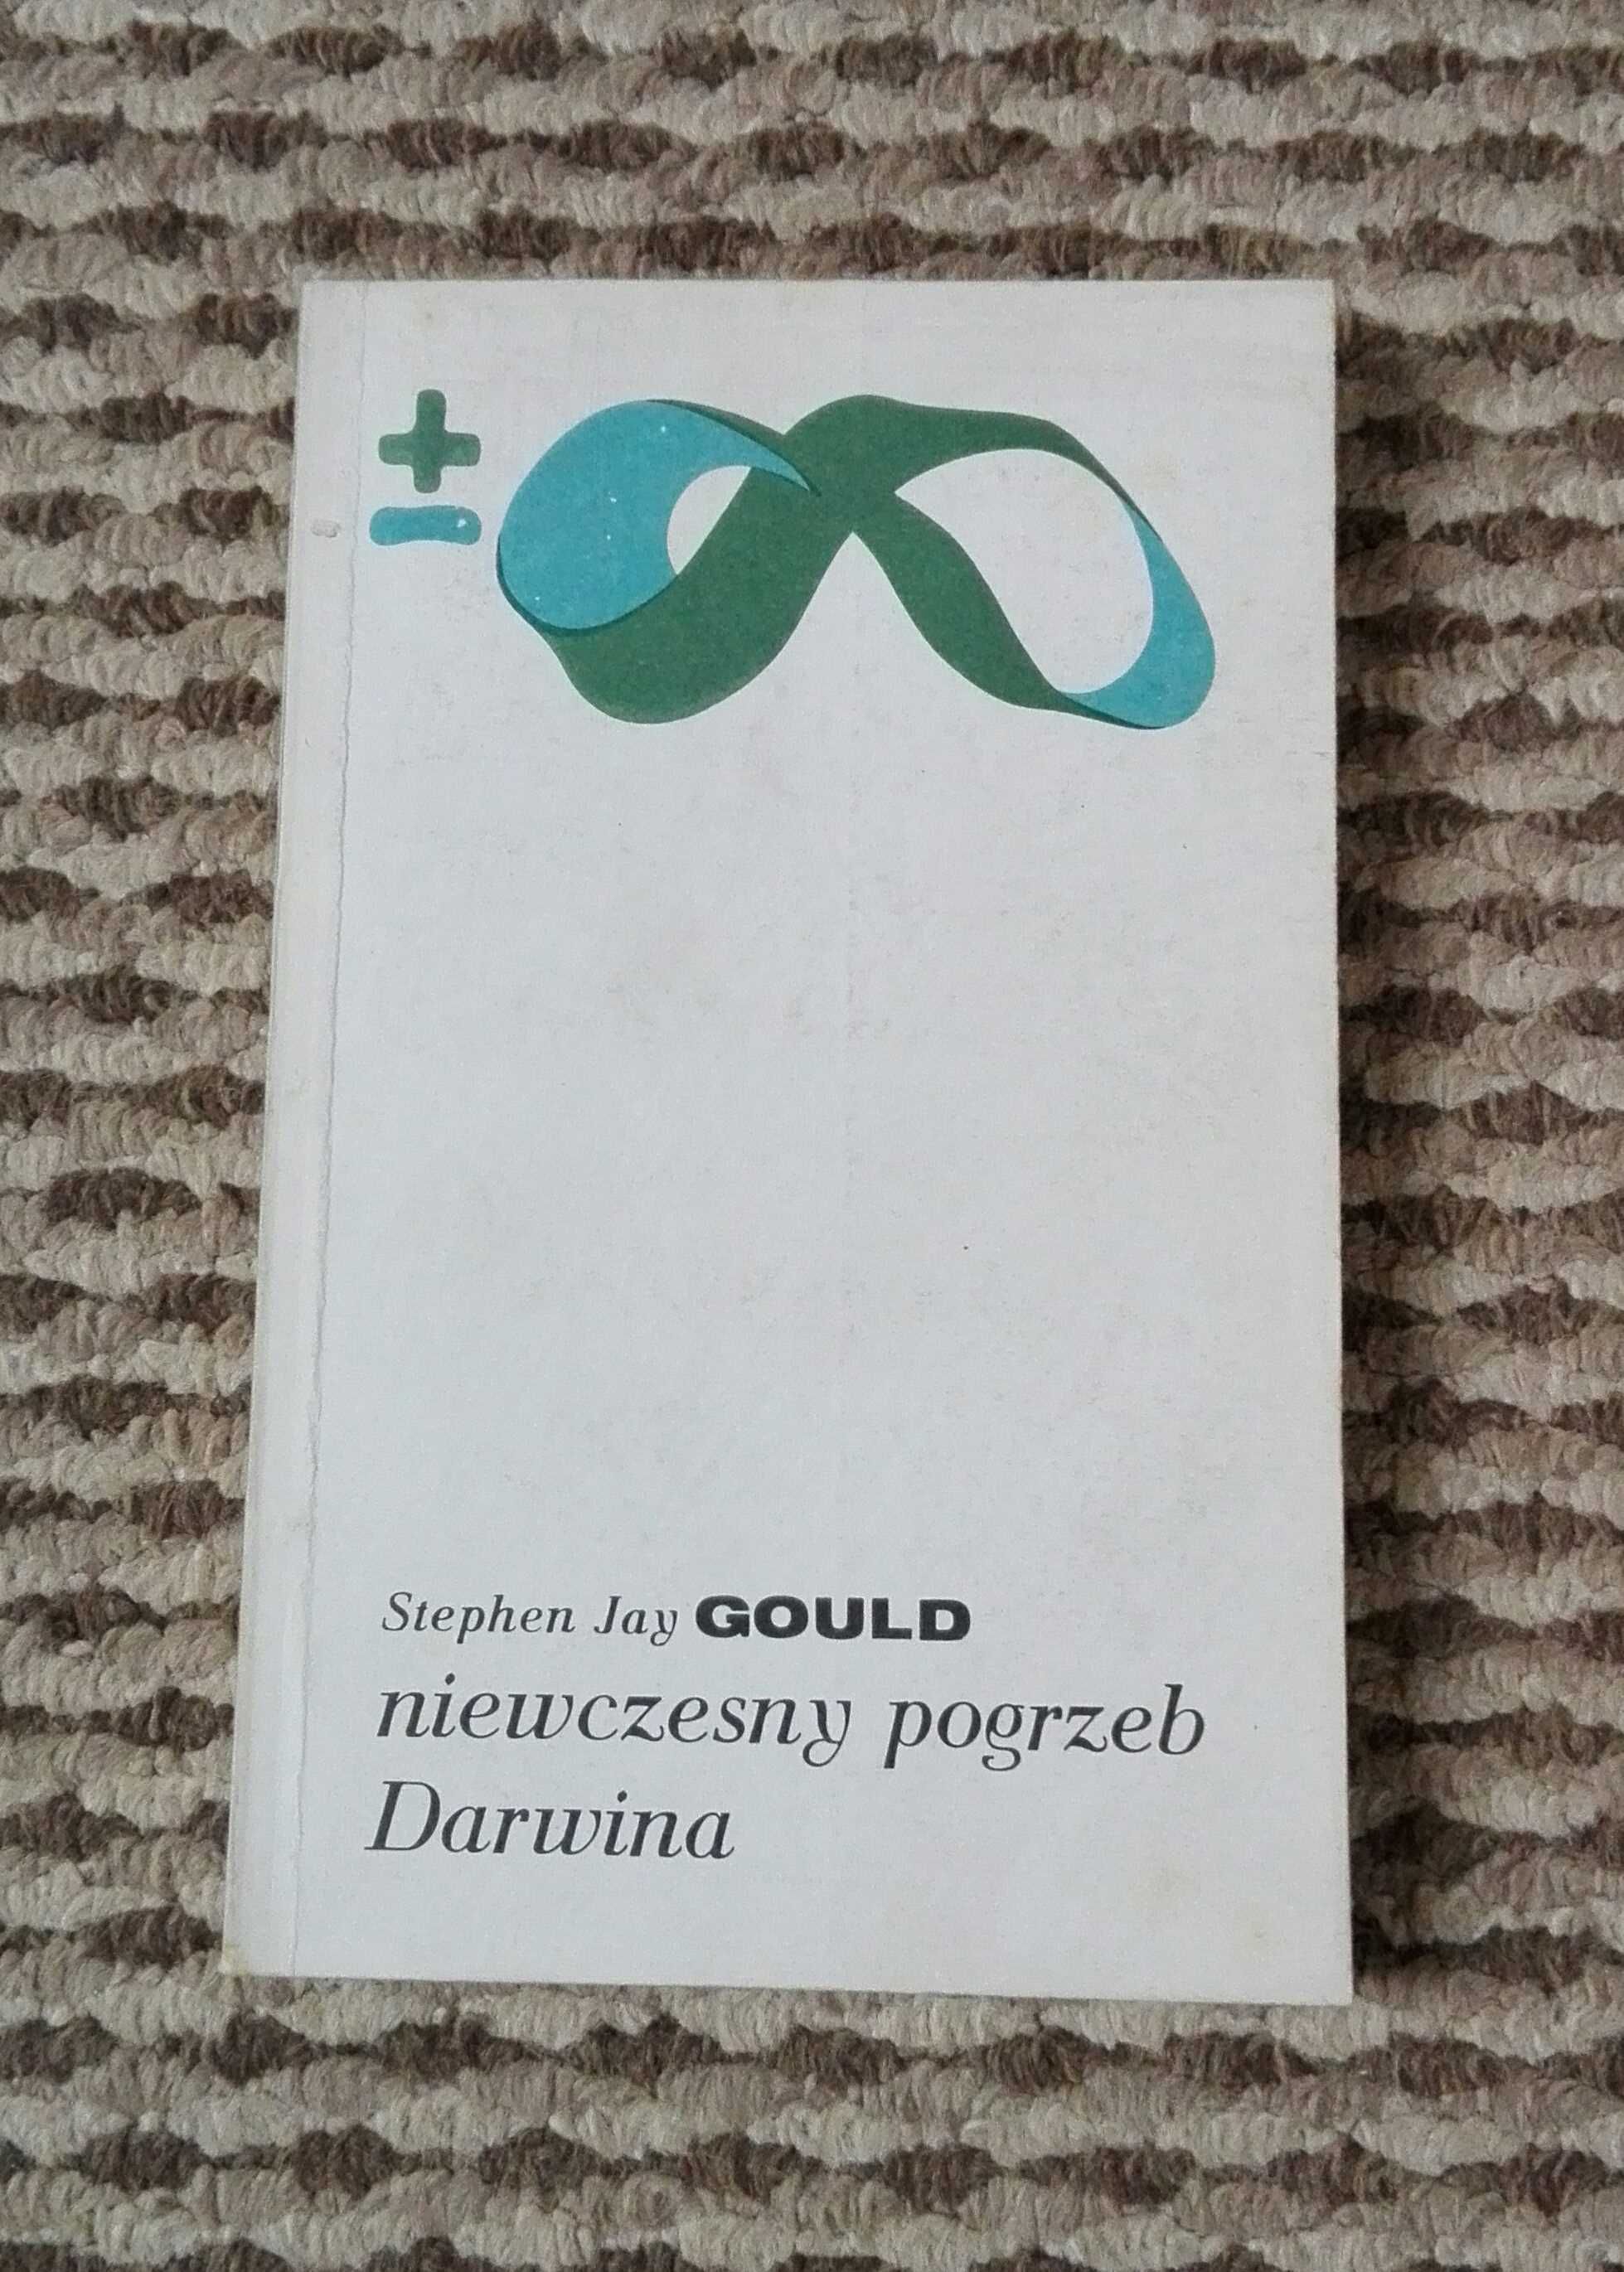 ±∞
Stephen Jay GOULD
niewczesny pogrzeb
Darwina